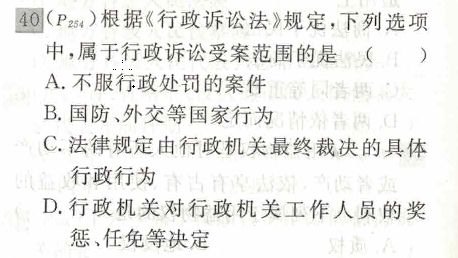 40 (P254) 根据《行政诉讼法》规定,下列选项
中,属于行政诉讼受案范围的是 (  )
A. 不服行政处罚的案件
B. 国防、外交等国家行为
C. 法律规定由行政机关最终裁决的具体
行政行为
D. 行政机关对行政机关工作人员的奖
惩、任免等决定